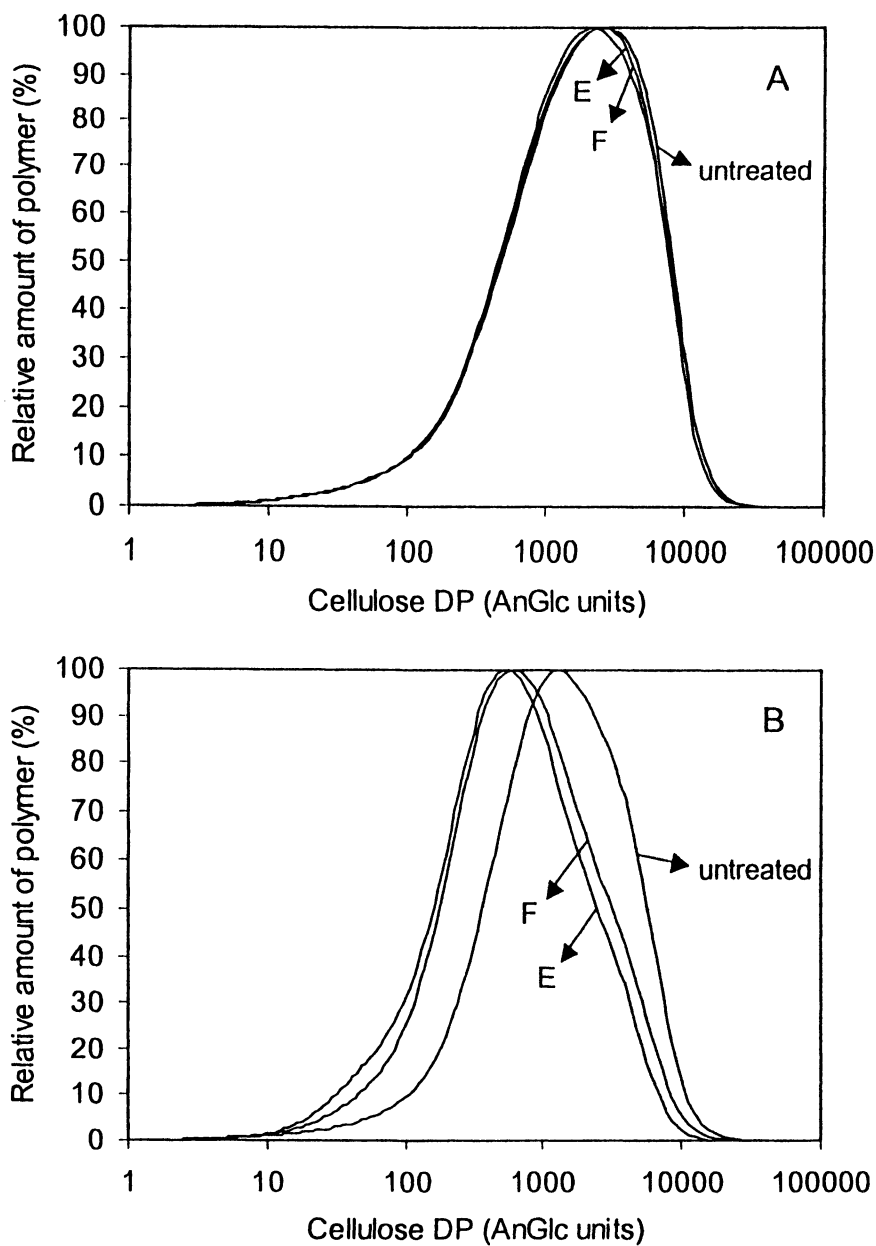 100
90
80
70
60
50
40
30
20
10
0
Relative amount of polymer (%)
A
E
F
untreated
1 10 100 1000 10000 100000
Cellulose DP (AnGlc units)
100
90
80
70
60
50
40
30
20
10
0
Relative amount of polymer (%)
B
untreated
F
E
1 10 100 1000 10000 100000
Cellulose DP (AnGlc units)